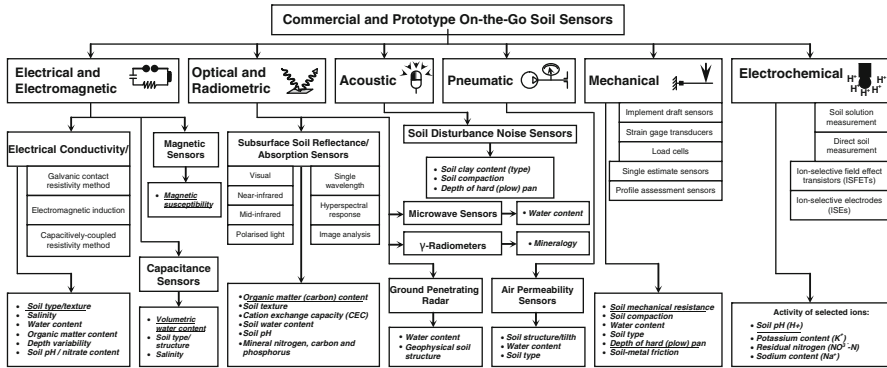 Commercial and Prototype On-the-Go Soil Sensors
Electrical and
Electromagnetic
Optical and
Radiometric
Acoustic
Pneumatic
Mechanical
Electrochemical
H+
H+
H+
H+
H+
Electrical Conductivity/
Galvanic contact
resistivity method
Electromagnetic induction
Capacitively-coupled
resistivity method
Soil type/texture
Salinity
Water content
Organic matter content
Depth variability
Soil pH / nitrate content
Magnetic
Sensors
• Magnetic
susceptibility
Capacitance
Sensors
• Volumetric
water content
• Soil type/
structure
• Salinity
Subsurface Soil Reflectance/
Absorption Sensors
Visual
Near-infrared
Mid-infrared
Polarised light
Single
wavelength
Hyperspectral
response
Image analysis
• Organic matter (carbon) content
• Soil texture
• Cation exchange capacity (CEC)
• Soil water content
• Soil pH
• Mineral nitrogen, carbon and
phosphorus
Soil Disturbance Noise Sensors
• Soil clay content (type)
• Soil compaction
• Depth of hard (plow) pan
Microwave Sensors
• Water content
γ-Radiometers
• Mineralogy
Ground Penetrating
Radar
• Water content
• Geophysical soil
structure
Air Permeability
Sensors
• Soil structure/tilth
• Water content
• Soil type
Implement draft sensors
Strain gage transducers
Load cells
Single estimate sensors
Profile assessment sensors
• Soil mechanical resistance
• Soil compaction
• Water content
• Soil type
• Depth of hard (plow) pan
• Soil-metal friction
Soil solution
measurement
Direct soil
measurement
Ion-selective field effect
transistors (ISFETs)
Ion-selective electrodes
(ISEs)
Activity of selected ions:
• Soil pH (H+)
• Potassium content (K+)
• Residual nitrogen (NO3- -N)
• Sodium content (Na+)